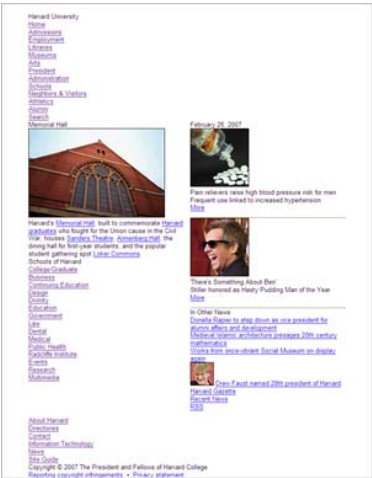 Harvard University
Home
Admissions
Employment
Libraries
Museums
Arts
President
Administration
Schools
Neighbors & Visitors
Athletics
Alumni
Search
Memorial Hall
Harvard's Memorial Hall, built to commemorate Harvard
graduates who fought for the Union cause in the Civil
War, houses Sanders Theatre, Annenberg Hall, the
dining hall for first-year students, and the popular
student gathering spot Loker Commons.
Schools of Harvard
College-Graduate
Business
Continuing Education
Design
Divinity
Education
Government
Law
Dental
Medical
Public Health
Radcliffe Institute
Events
Research
Multimedia
February 26, 2007
Pain relievers raise high blood pressure risk for men
Frequent use linked to increased hypertension
More
'There's Something About Ben'
Stiller honored as Hasty Pudding Man of the Year
More
In Other News
Donella Rapier to step down as vice president for
alumni affairs and development
Medieval Islamic architecture presages 20th century
mathematics
Works from once-vibrant Social Museum on display
again
Drew Faust named 28th president of Harvard
Harvard Gazette
Recent News
RSS
About Harvard
Directories
Contact
Information Technology
News
Site Guide
Copyright © 2007 The President and Fellows of Harvard College
Reporting copyright infringements • Privacy statement